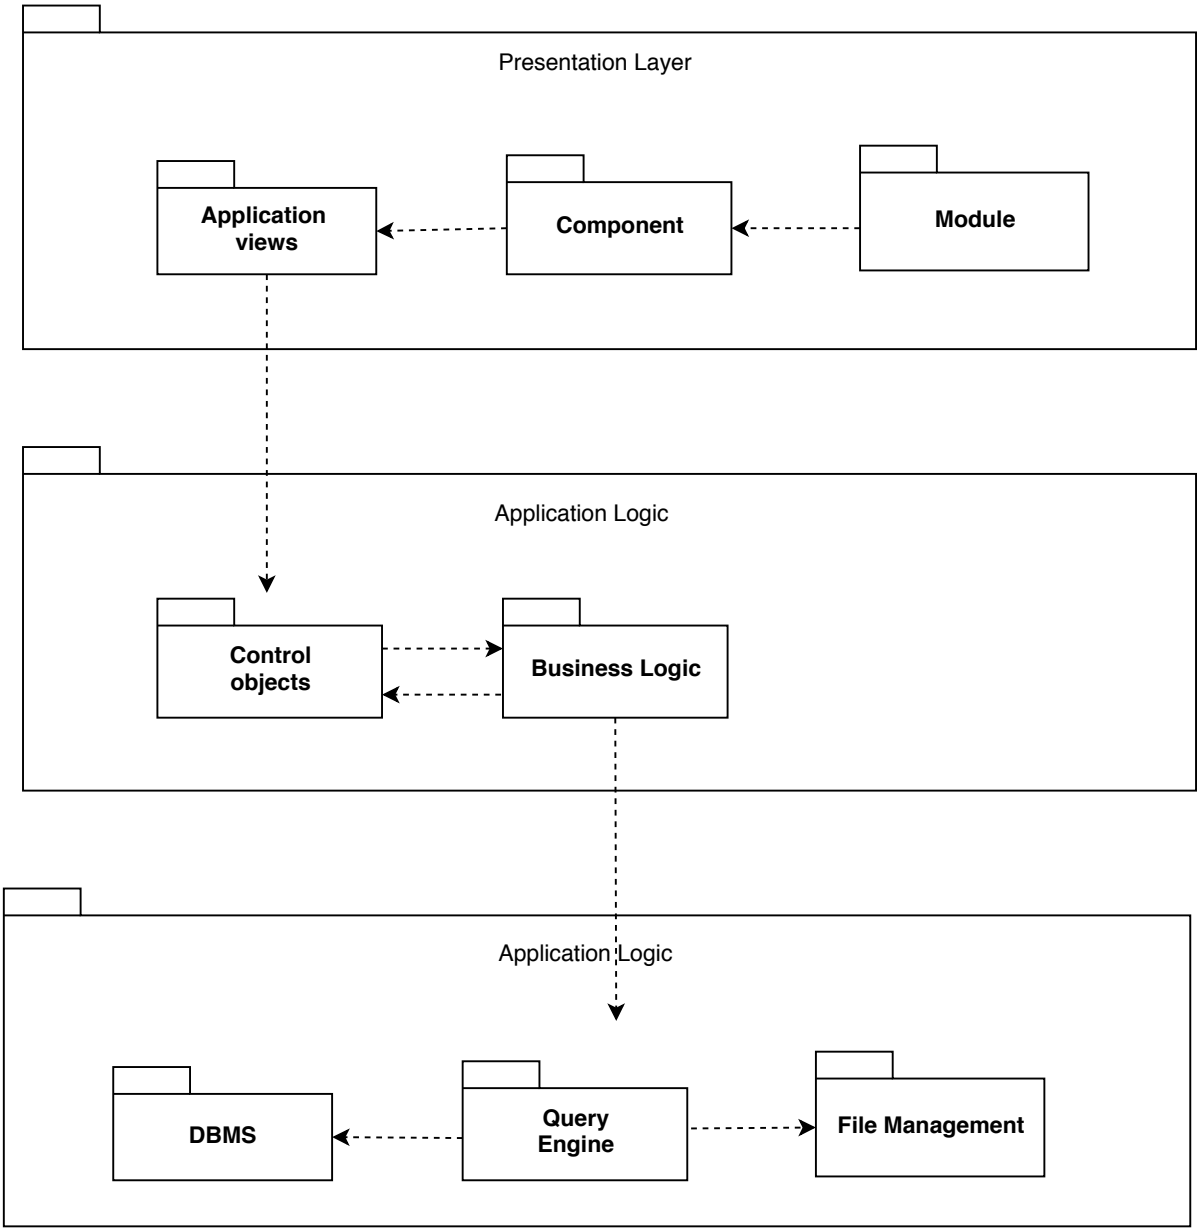 Presentation Layer
Application
views
Component
Module
Application Logic
Control
objects
Business Logic
Application Logic
DBMS
Query
Engine
File Management